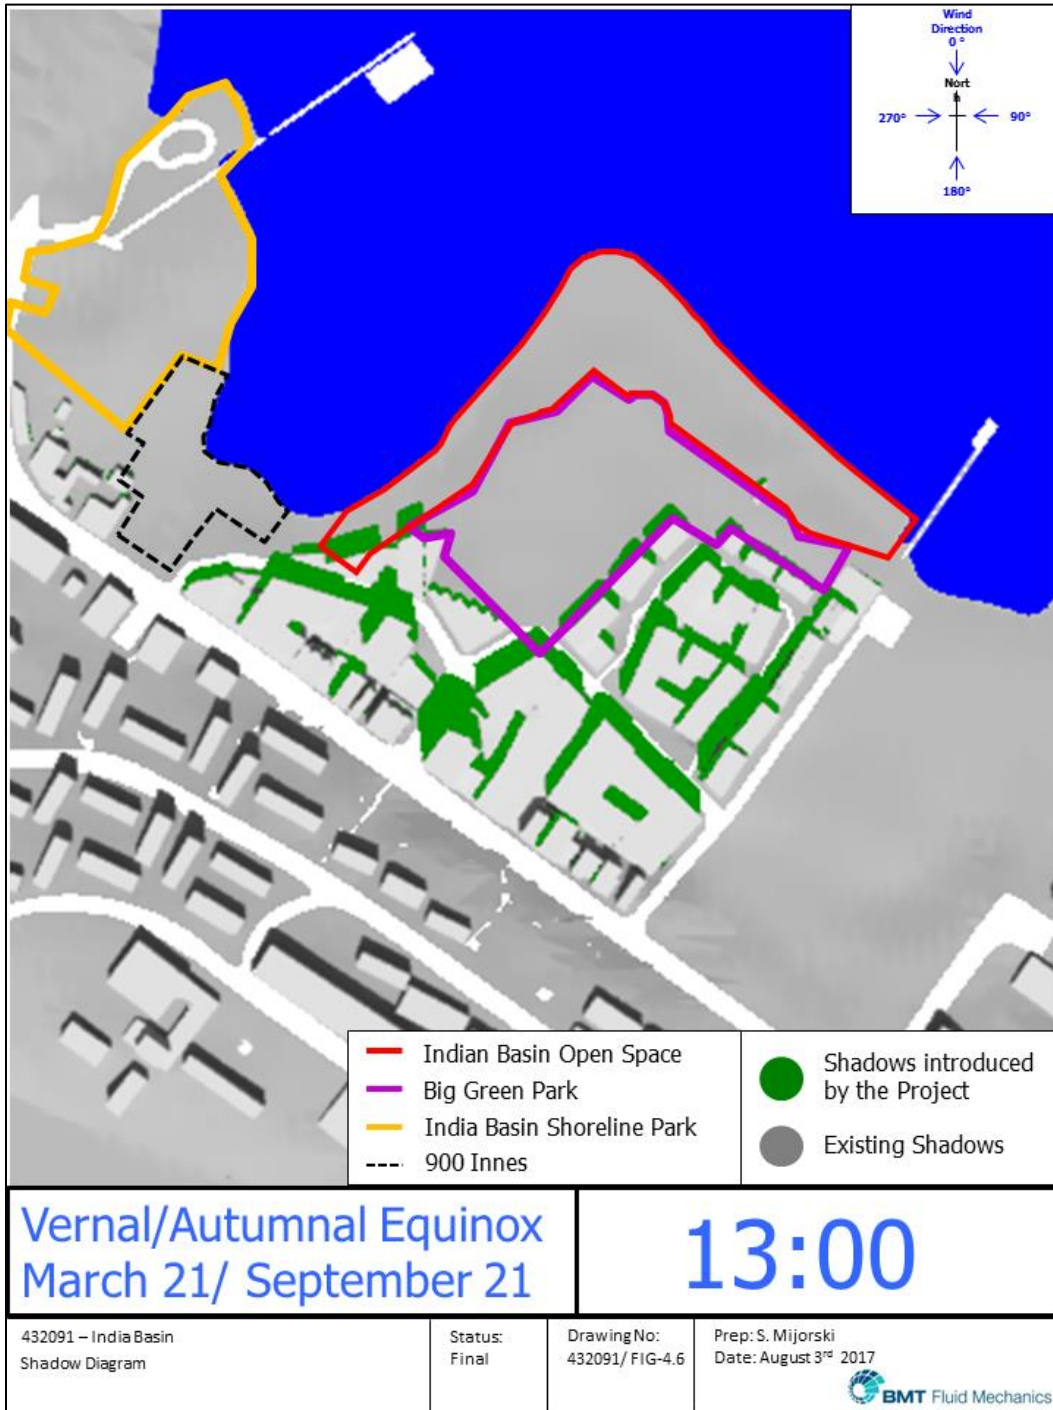 Wind
Direction
0 °
Nort
h
270°
90°
180°
Indian Basin Open Space
Big Green Park
India Basin Shoreline Park
900 Innes
Shadows introduced
by the Project
Existing Shadows
Vernal/Autumnal Equinox
March 21/ September 21
13:00
432091 – India Basin
Shadow Diagram
Status:
Final
Drawing No:
432091/ FIG-4.6
Prep: S. Mijorski
Date: August 3rd 2017
BMT Fluid Mechanics